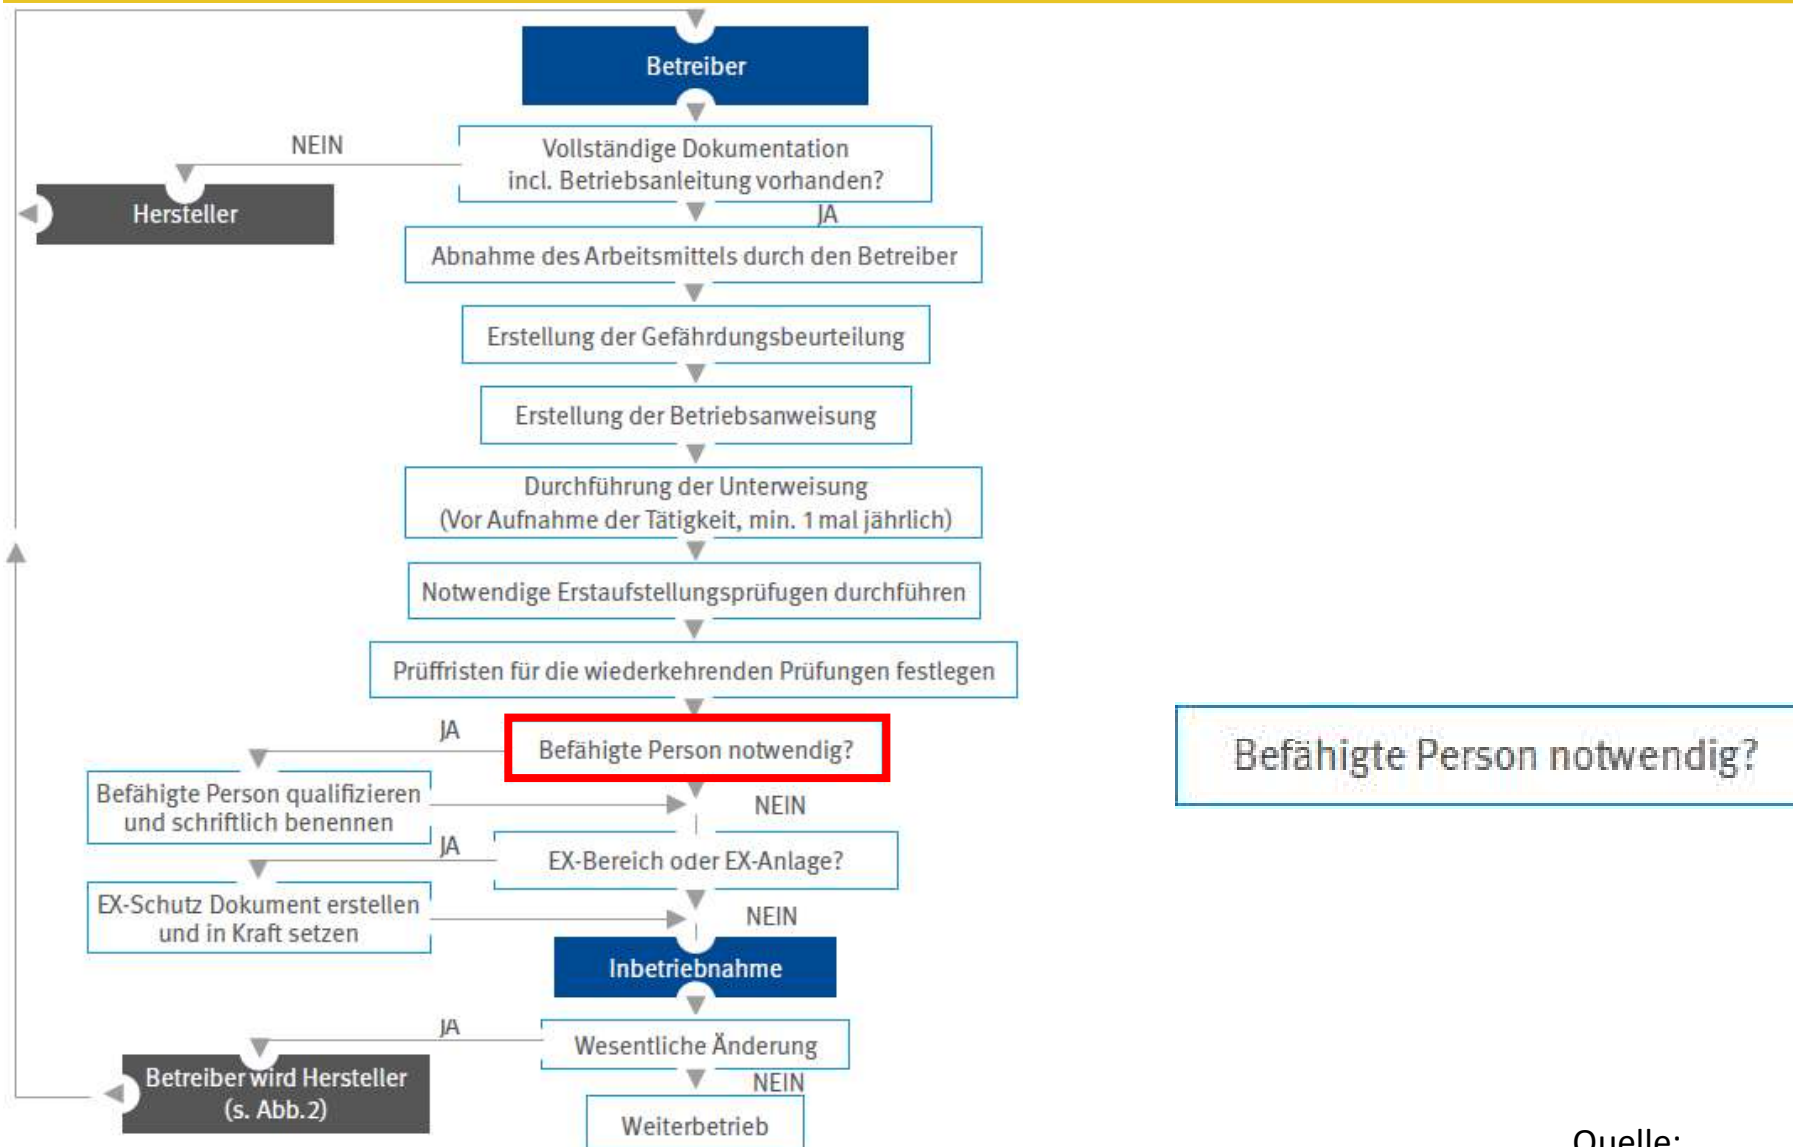 Betreiber
NEIN
Vollständige Dokumentation
incl. Betriebsanleitung vorhanden?
Hersteller
JA
Abnahme des Arbeitsmittels durch den Betreiber
Erstellung der Gefährdungsbeurteilung
Erstellung der Betriebsanweisung
Durchführung der Unterweisung
(Vor Aufnahme der Tätigkeit, min. 1 mal jährlich)
Notwendige Erstaufstellungsprüfugen durchführen
Prüffristen für die wiederkehrenden Prüfungen festlegen
JA
Befähigte Person notwendig?
Befähigte Person notwendig?
Befähigte Person qualifizieren
und schriftlich benennen
NEIN
JA
EX-Bereich oder EX-Anlage?
EX-Schutz Dokument erstellen
und in Kraft setzen
NEIN
Inbetriebnahme
JA
Wesentliche Änderung
Betreiber wird Hersteller
(s. Abb.2)
NEIN
Weiterbetrieb
Quelle: